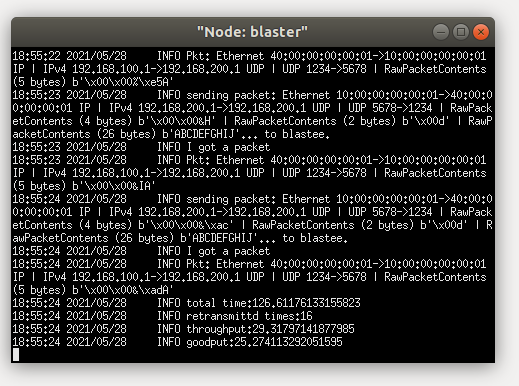 "Node: blaster"
18:55:22 2021/05/28     INFO Pkt: Ethernet 40:00:00:00:00:01->10:00:00:00:00:01
IP | IPv4 192.168.100.1->192.168.200.1 UDP | UDP 1234->5678 | RawPacketContents
(5 bytes) b'\x00\x00%\xe5A'
18:55:23 2021/05/28     INFO sending packet: Ethernet 10:00:00:00:00:01->40:00:0
0:00:00:01 IP | IPv4 192.168.100.1->192.168.200.1 UDP | UDP 5678->1234 | RawPack
etContents (4 bytes) b'\x00\x00&H' | RawPacketContents (2 bytes) b'\x00d' | RawP
acketContents (26 bytes) b'ABCDEFGHIJ'... to blastee.
18:55:23 2021/05/28     INFO I got a packet
18:55:23 2021/05/28     INFO Pkt: Ethernet 40:00:00:00:00:01->10:00:00:00:00:01
IP | IPv4 192.168.100.1->192.168.200.1 UDP | UDP 1234->5678 | RawPacketContents
(5 bytes) b'\x00\x00&IA'
18:55:24 2021/05/28     INFO sending packet: Ethernet 10:00:00:00:00:01->40:00:0
0:00:00:01 IP | IPv4 192.168.100.1->192.168.200.1 UDP | UDP 5678->1234 | RawPack
etContents (4 bytes) b'\x00\x00&\xac' | RawPacketContents (2 bytes) b'\x00d' | R
awPacketContents (26 bytes) b'ABCDEFGHIJ'... to blastee.
18:55:24 2021/05/28     INFO I got a packet
18:55:24 2021/05/28     INFO Pkt: Ethernet 40:00:00:00:00:01->10:00:00:00:00:01
IP | IPv4 192.168.100.1->192.168.200.1 UDP | UDP 1234->5678 | RawPacketContents
(5 bytes) b'\x00\x00&\xadA'
18:55:24 2021/05/28     INFO total time:126.61176133155823
18:55:24 2021/05/28     INFO retransmittd times:16
18:55:24 2021/05/28     INFO throughput:29.31797141877985
18:55:24 2021/05/28     INFO goodput:25.274113292051595